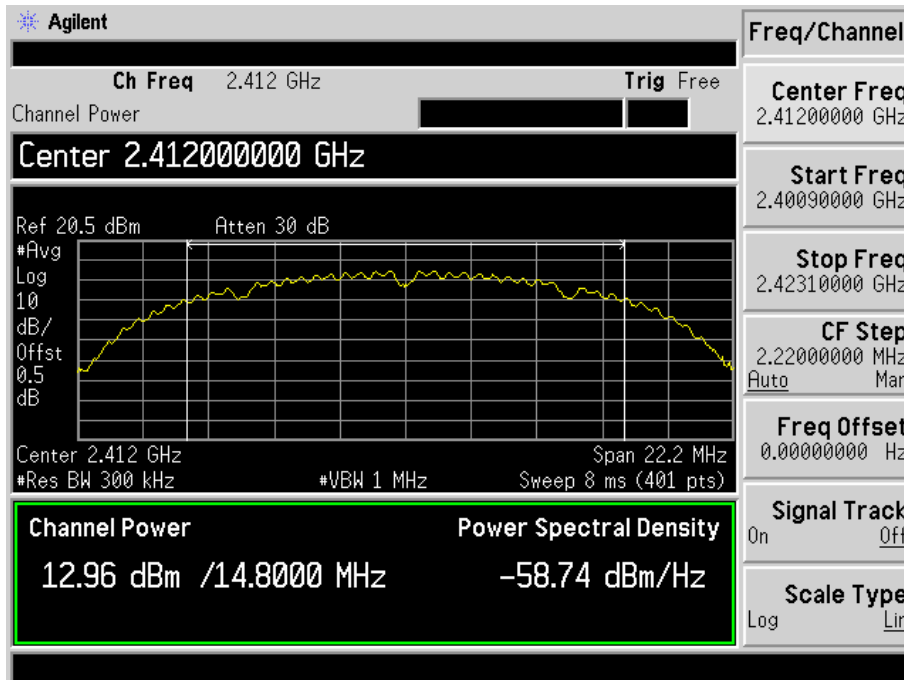 Agilent
Freq/Channel
Ch Freq 2.412 GHz Trig Free
Channel Power
Center 2.412000000 GHz
Ref 20.5 dBm Atten 30 dB
#Avg
Log
10
dB/
Offst
0.5
dB
Center 2.412 GHz Span 22.2 MHz
#Res BW 300 kHz #VBW 1 MHz Sweep 8 ms (401 pts)
Channel Power Power Spectral Density
12.96 dBm /14.8000 MHz -58.74 dBm/Hz
Center Freq
2.41200000 GHz
Start Freq
2.40090000 GHz
Stop Freq
2.42310000 GHz
CF Step
2.22000000 MHz
Auto Man
Freq Offset
0.00000000 Hz
Signal Track
On Off
Scale Type
Log Lin